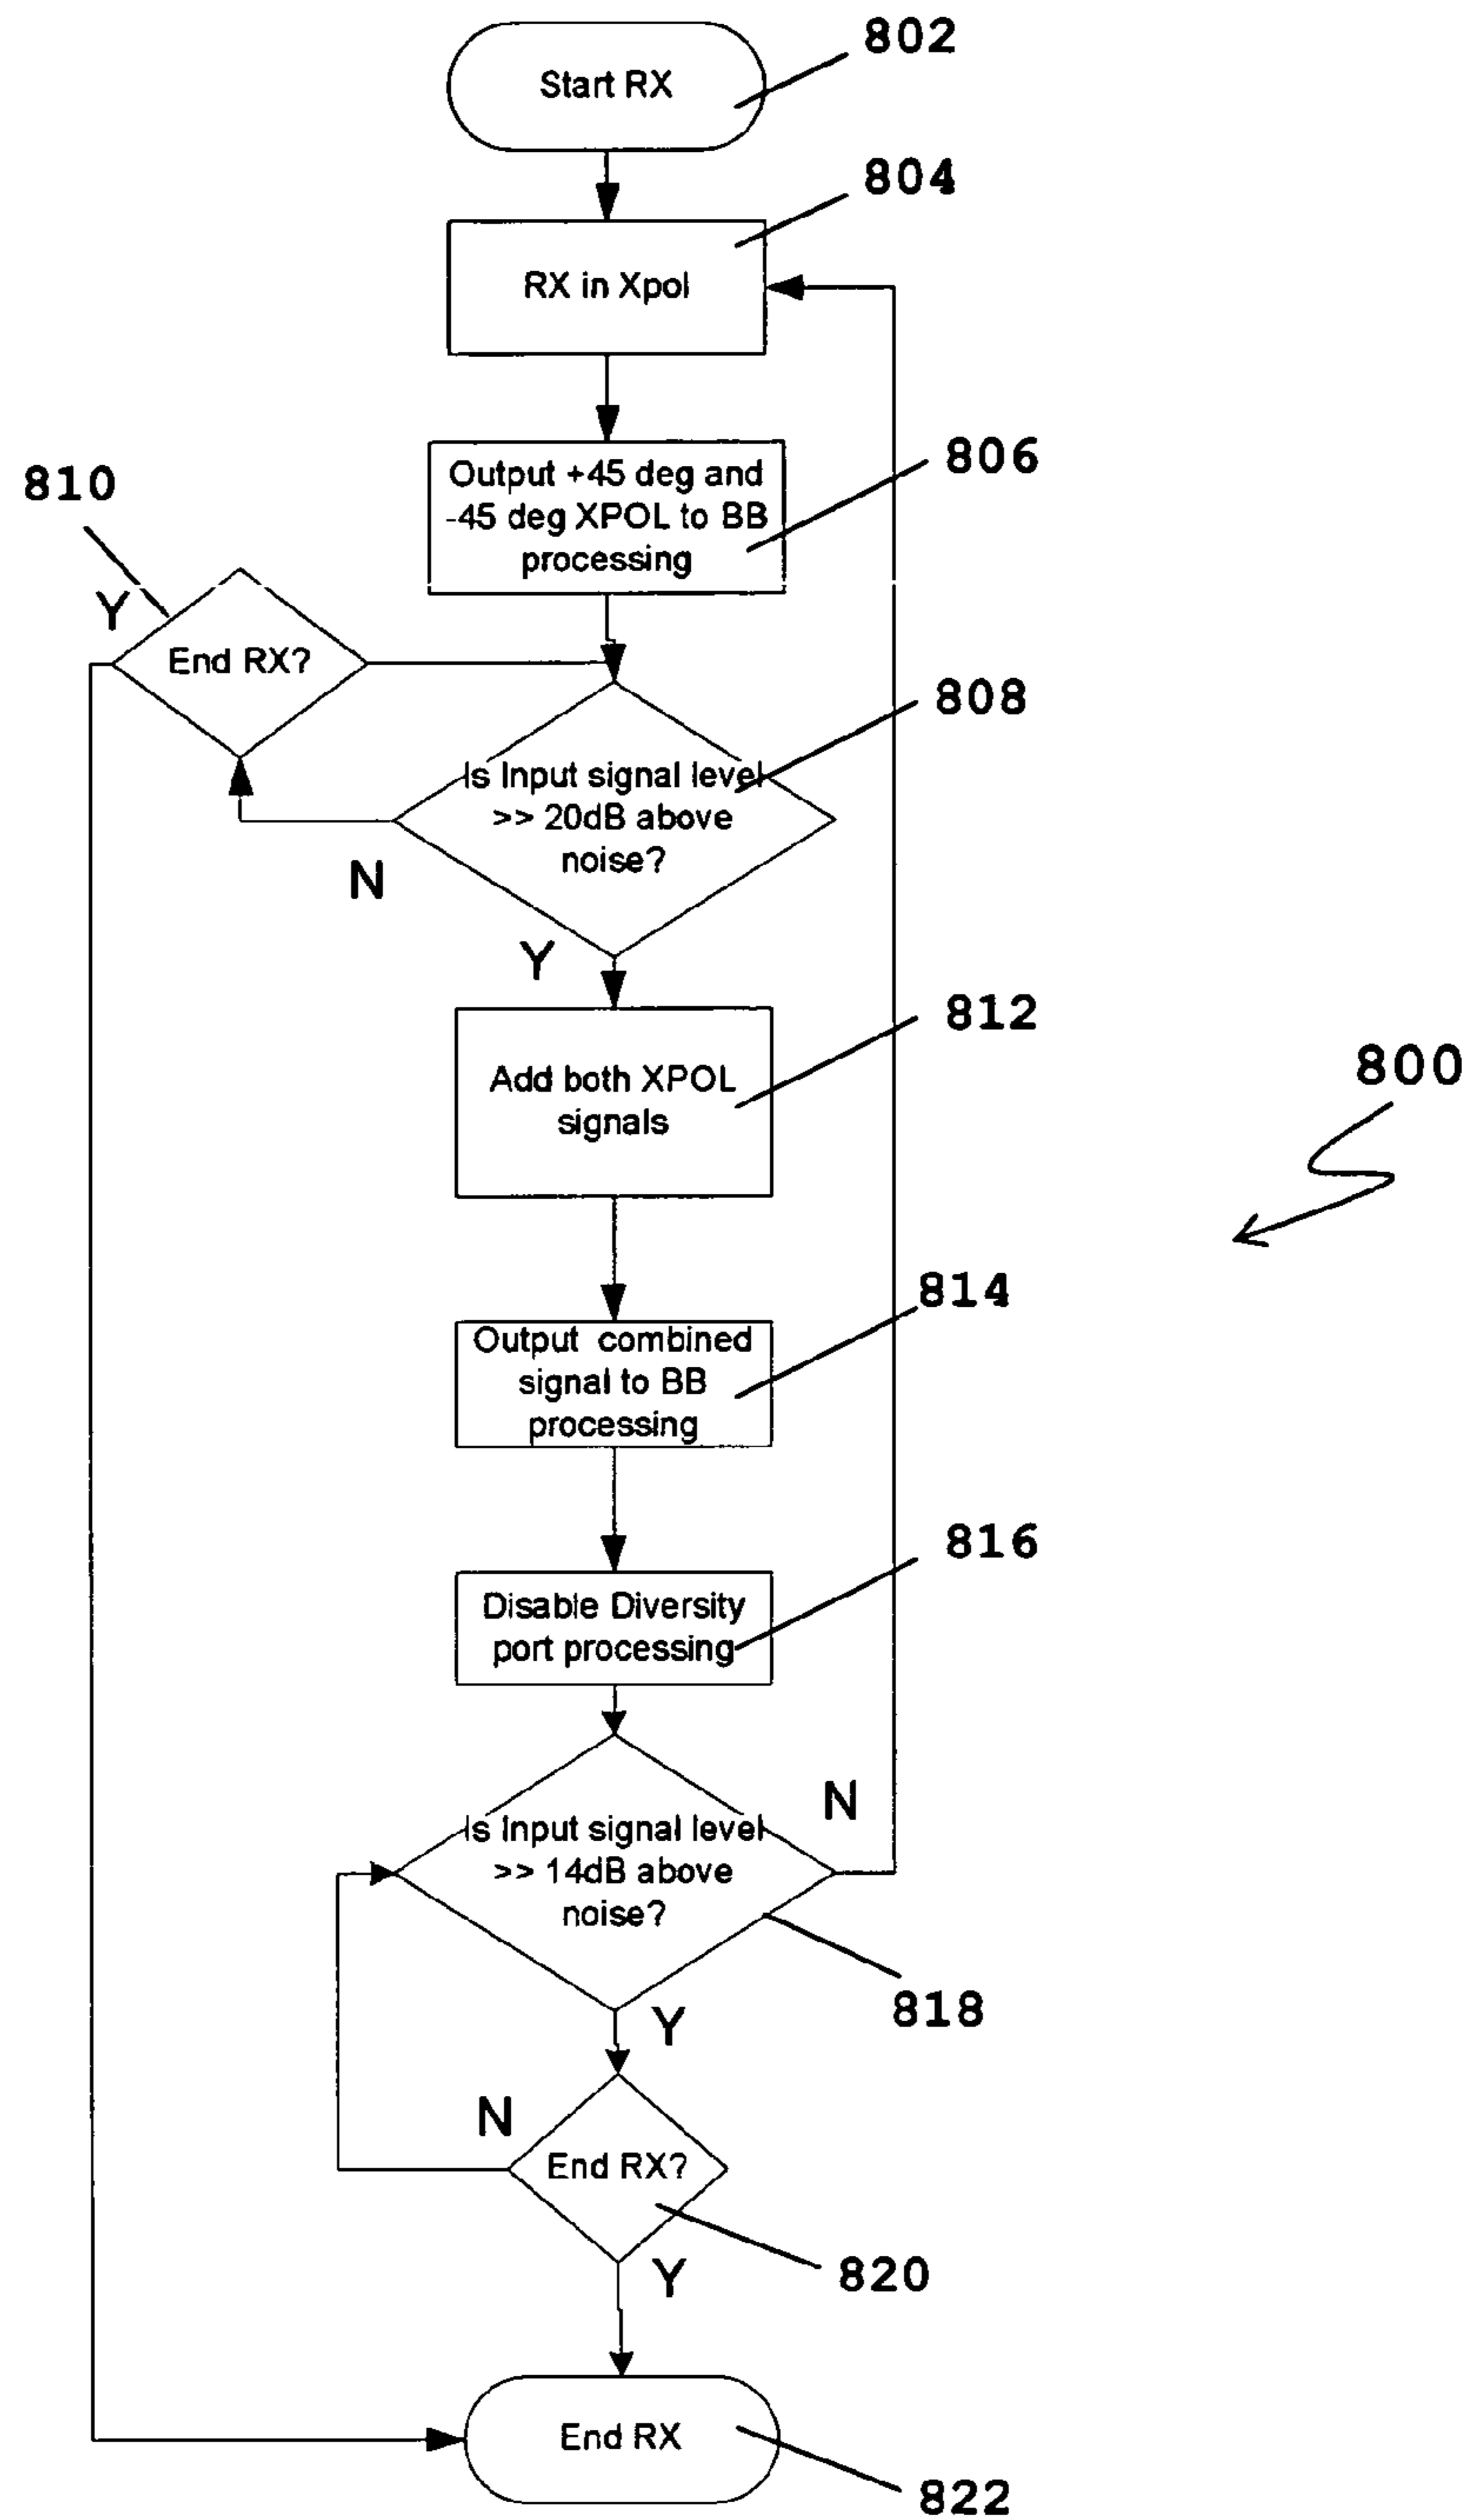 802
Start RX
804
RX in Xpol
806
Output +45 deg and
-45 deg XPOL to BB
processing
810
Y
End RX?
808
Is Input signal level
>> 20dB above
noise?
N
Y
812
Add both XPOL
signals
800
814
Output combined
signal to BB
processing
816
Disable Diversity
port processing
N
Is Input signal level
>> 14dB above
noise?
818
Y
N
End RX?
820
Y
End RX
822